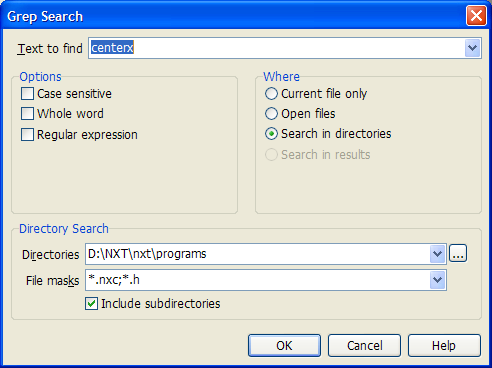 Grep Search
Text to find centerx
Options
Case sensitive
Whole word
Regular expression
Where
Current file only
Open files
Search in directories
Search in results
Directory Search
Directories D:\NXT\nxt\programs ...
File masks *.nxc;*.h
Include subdirectories
OK Cancel Help